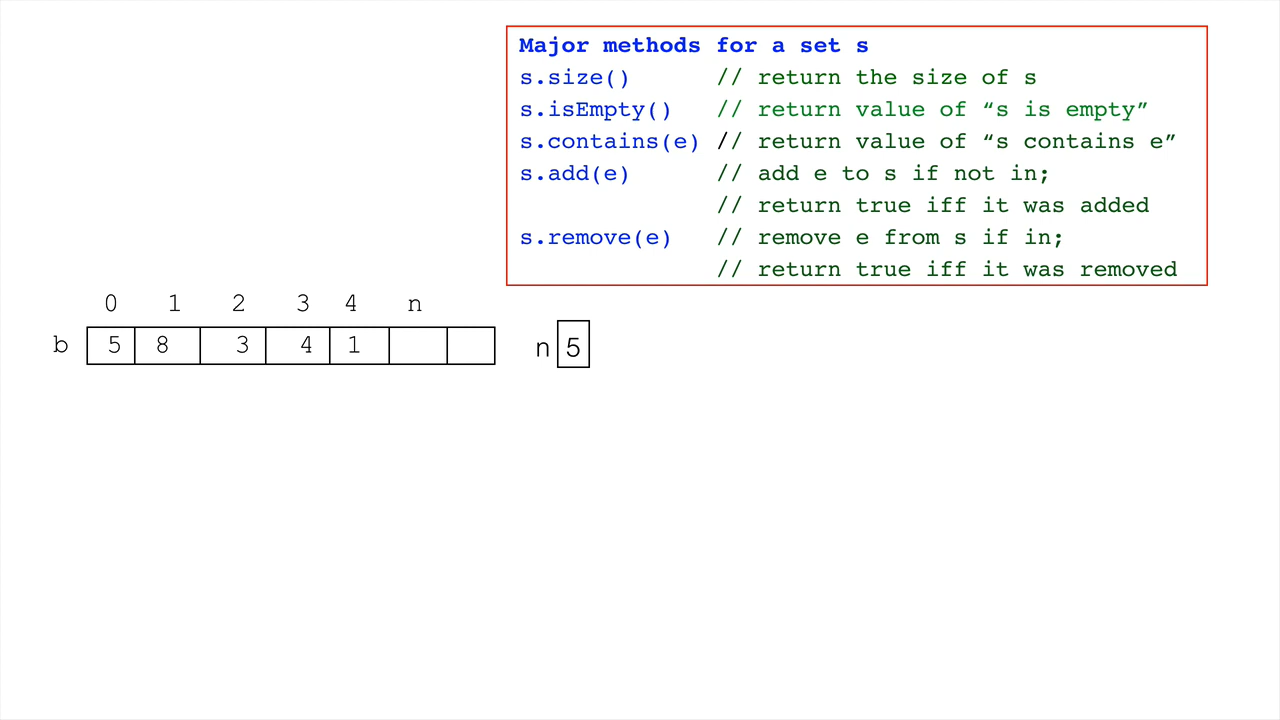 Major methods for a set s
s.size() // return the size of s
s.isEmpty() // return value of “s is empty”
s.contains(e) // return value of “s contains e”
s.add(e) // add e to s if not in;
// return true iff it was added
s.remove(e) // remove e from s if in;
// return true iff it was removed
0 1 2 3 4 n
b 5 8 3 4 1 n 5